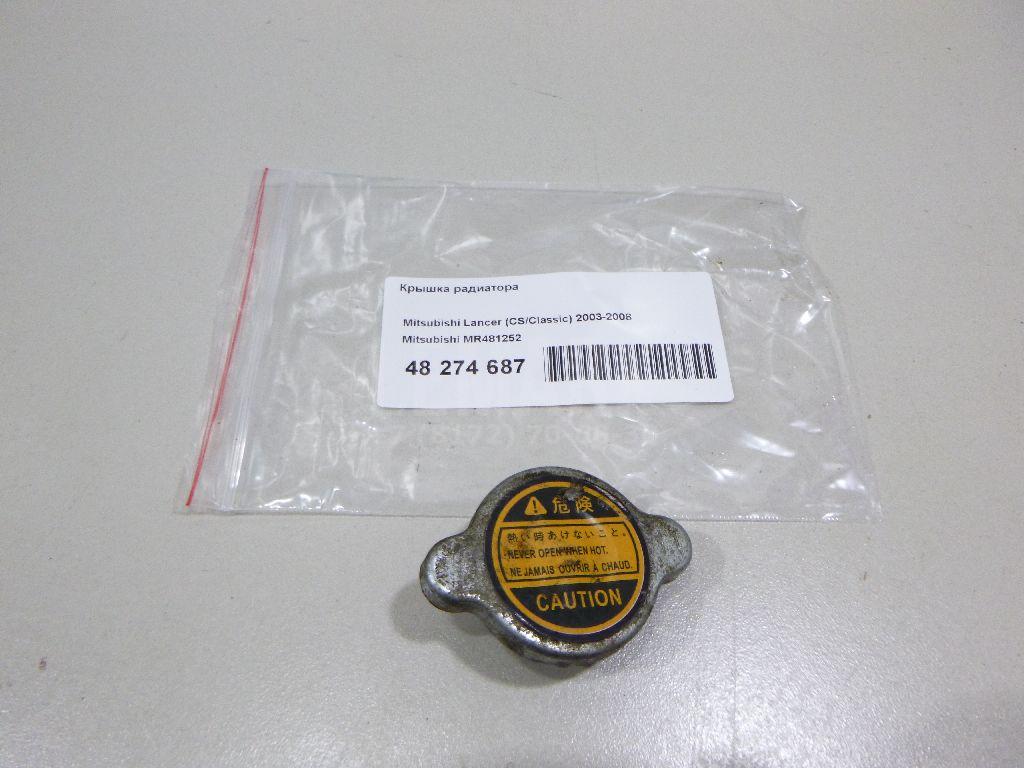 Крышка радиатора
Mitsubishi Lancer (CS/Classic) 2003-2008
Mitsubishi MR481252
48 274 687
危険
熱い時あけないこと。
NEVER OPEN WHEN HOT.
NE JAMAIS OUVRIR À CHAUD.
CAUTION